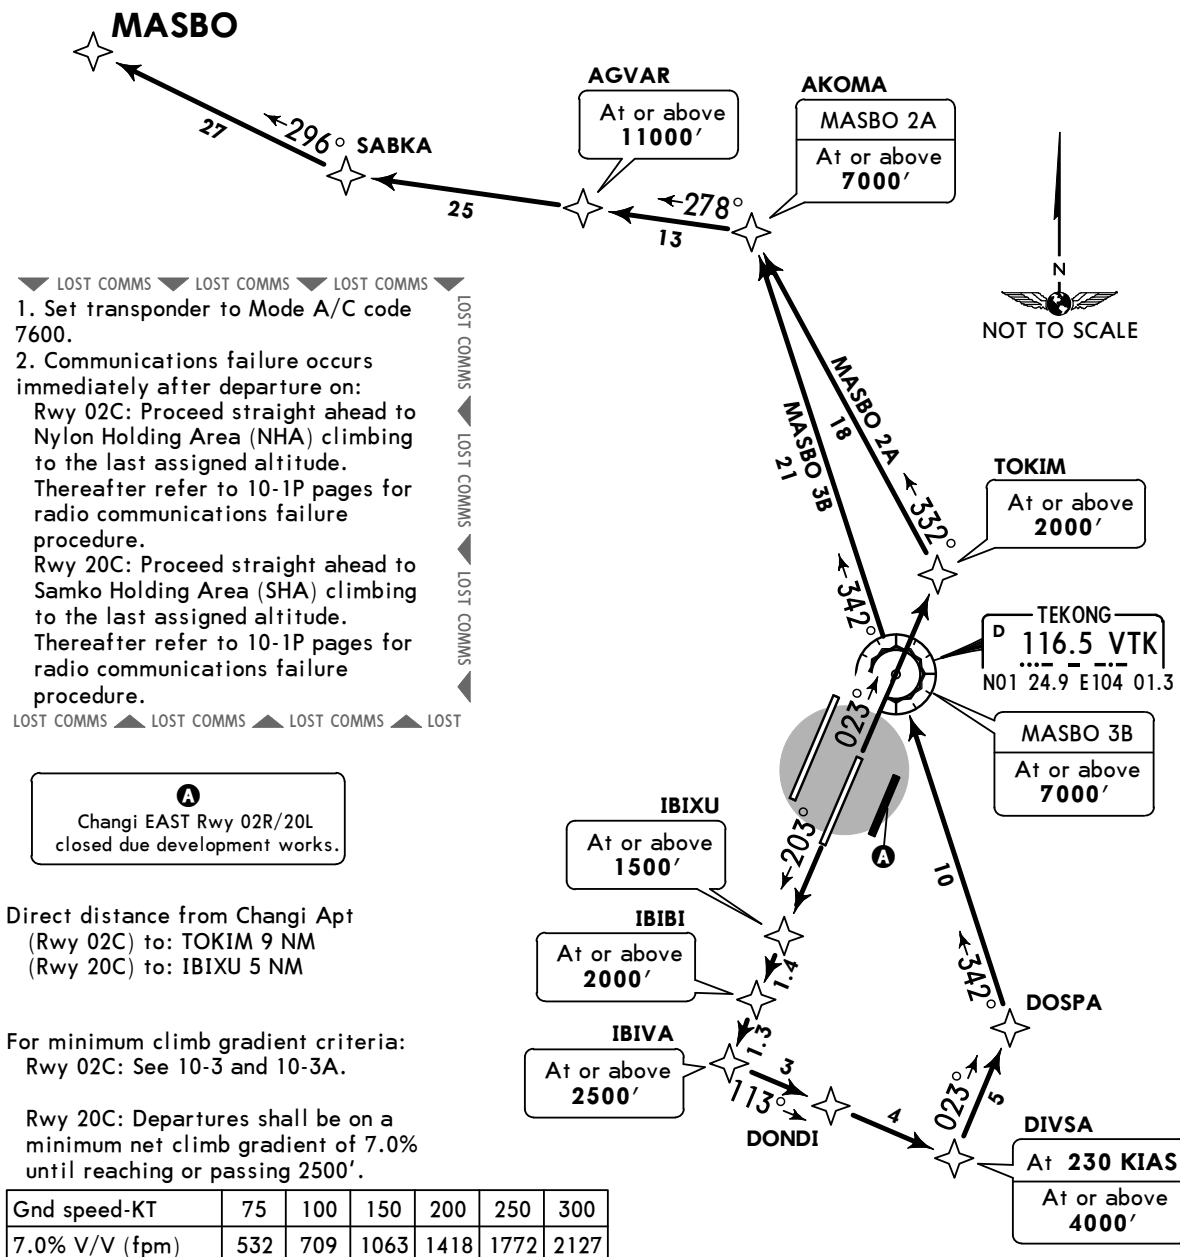 MASBO
27
←296°
SABKA
25
AGVAR
At or above
11000′
←278°
13
AKOMA
MASBO 2A
At or above
7000′
N
NOT TO SCALE
LOST COMMS LOST COMMS LOST COMMS
LOST COMMS
LOST COMMS
LOST COMMS
1. Set transponder to Mode A/C code
7600.
2. Communications failure occurs
immediately after departure on:
Rwy 02C: Proceed straight ahead to
Nylon Holding Area (NHA) climbing
to the last assigned altitude.
Thereafter refer to 10-1P pages for
radio communications failure
procedure.
Rwy 20C: Proceed straight ahead to
Samko Holding Area (SHA) climbing
to the last assigned altitude.
Thereafter refer to 10-1P pages for
radio communications failure
procedure.
LOST COMMS LOST COMMS LOST COMMS LOST
MASBO 2A
18
MASBO 3B
21
←332°
←342°
TOKIM
At or above
2000′
TEKONG
D 116.5 VTK
N01 24.9 E104 01.3
MASBO 3B
At or above
7000′
023°→
←203°
A
A
Changi EAST Rwy 02R/20L
closed due development works.
IBIXU
At or above
1500′
1.4
IBIBI
At or above
2000′
1.3
IBIVA
At or above
2500′
3
113°→
DONDI
4
10
←342°
DOSPA
023°→
5
DIVSA
At 230 KIAS
At or above
4000′
Direct distance from Changi Apt
(Rwy 02C) to: TOKIM 9 NM
(Rwy 20C) to: IBIXU 5 NM
For minimum climb gradient criteria:
Rwy 02C: See 10-3 and 10-3A.
Rwy 20C: Departures shall be on a
minimum net climb gradient of 7.0%
until reaching or passing 2500'.
Gnd speed-KT 75 100 150 200 250 300
7.0% V/V (fpm) 532 709 1063 1418 1772 2127